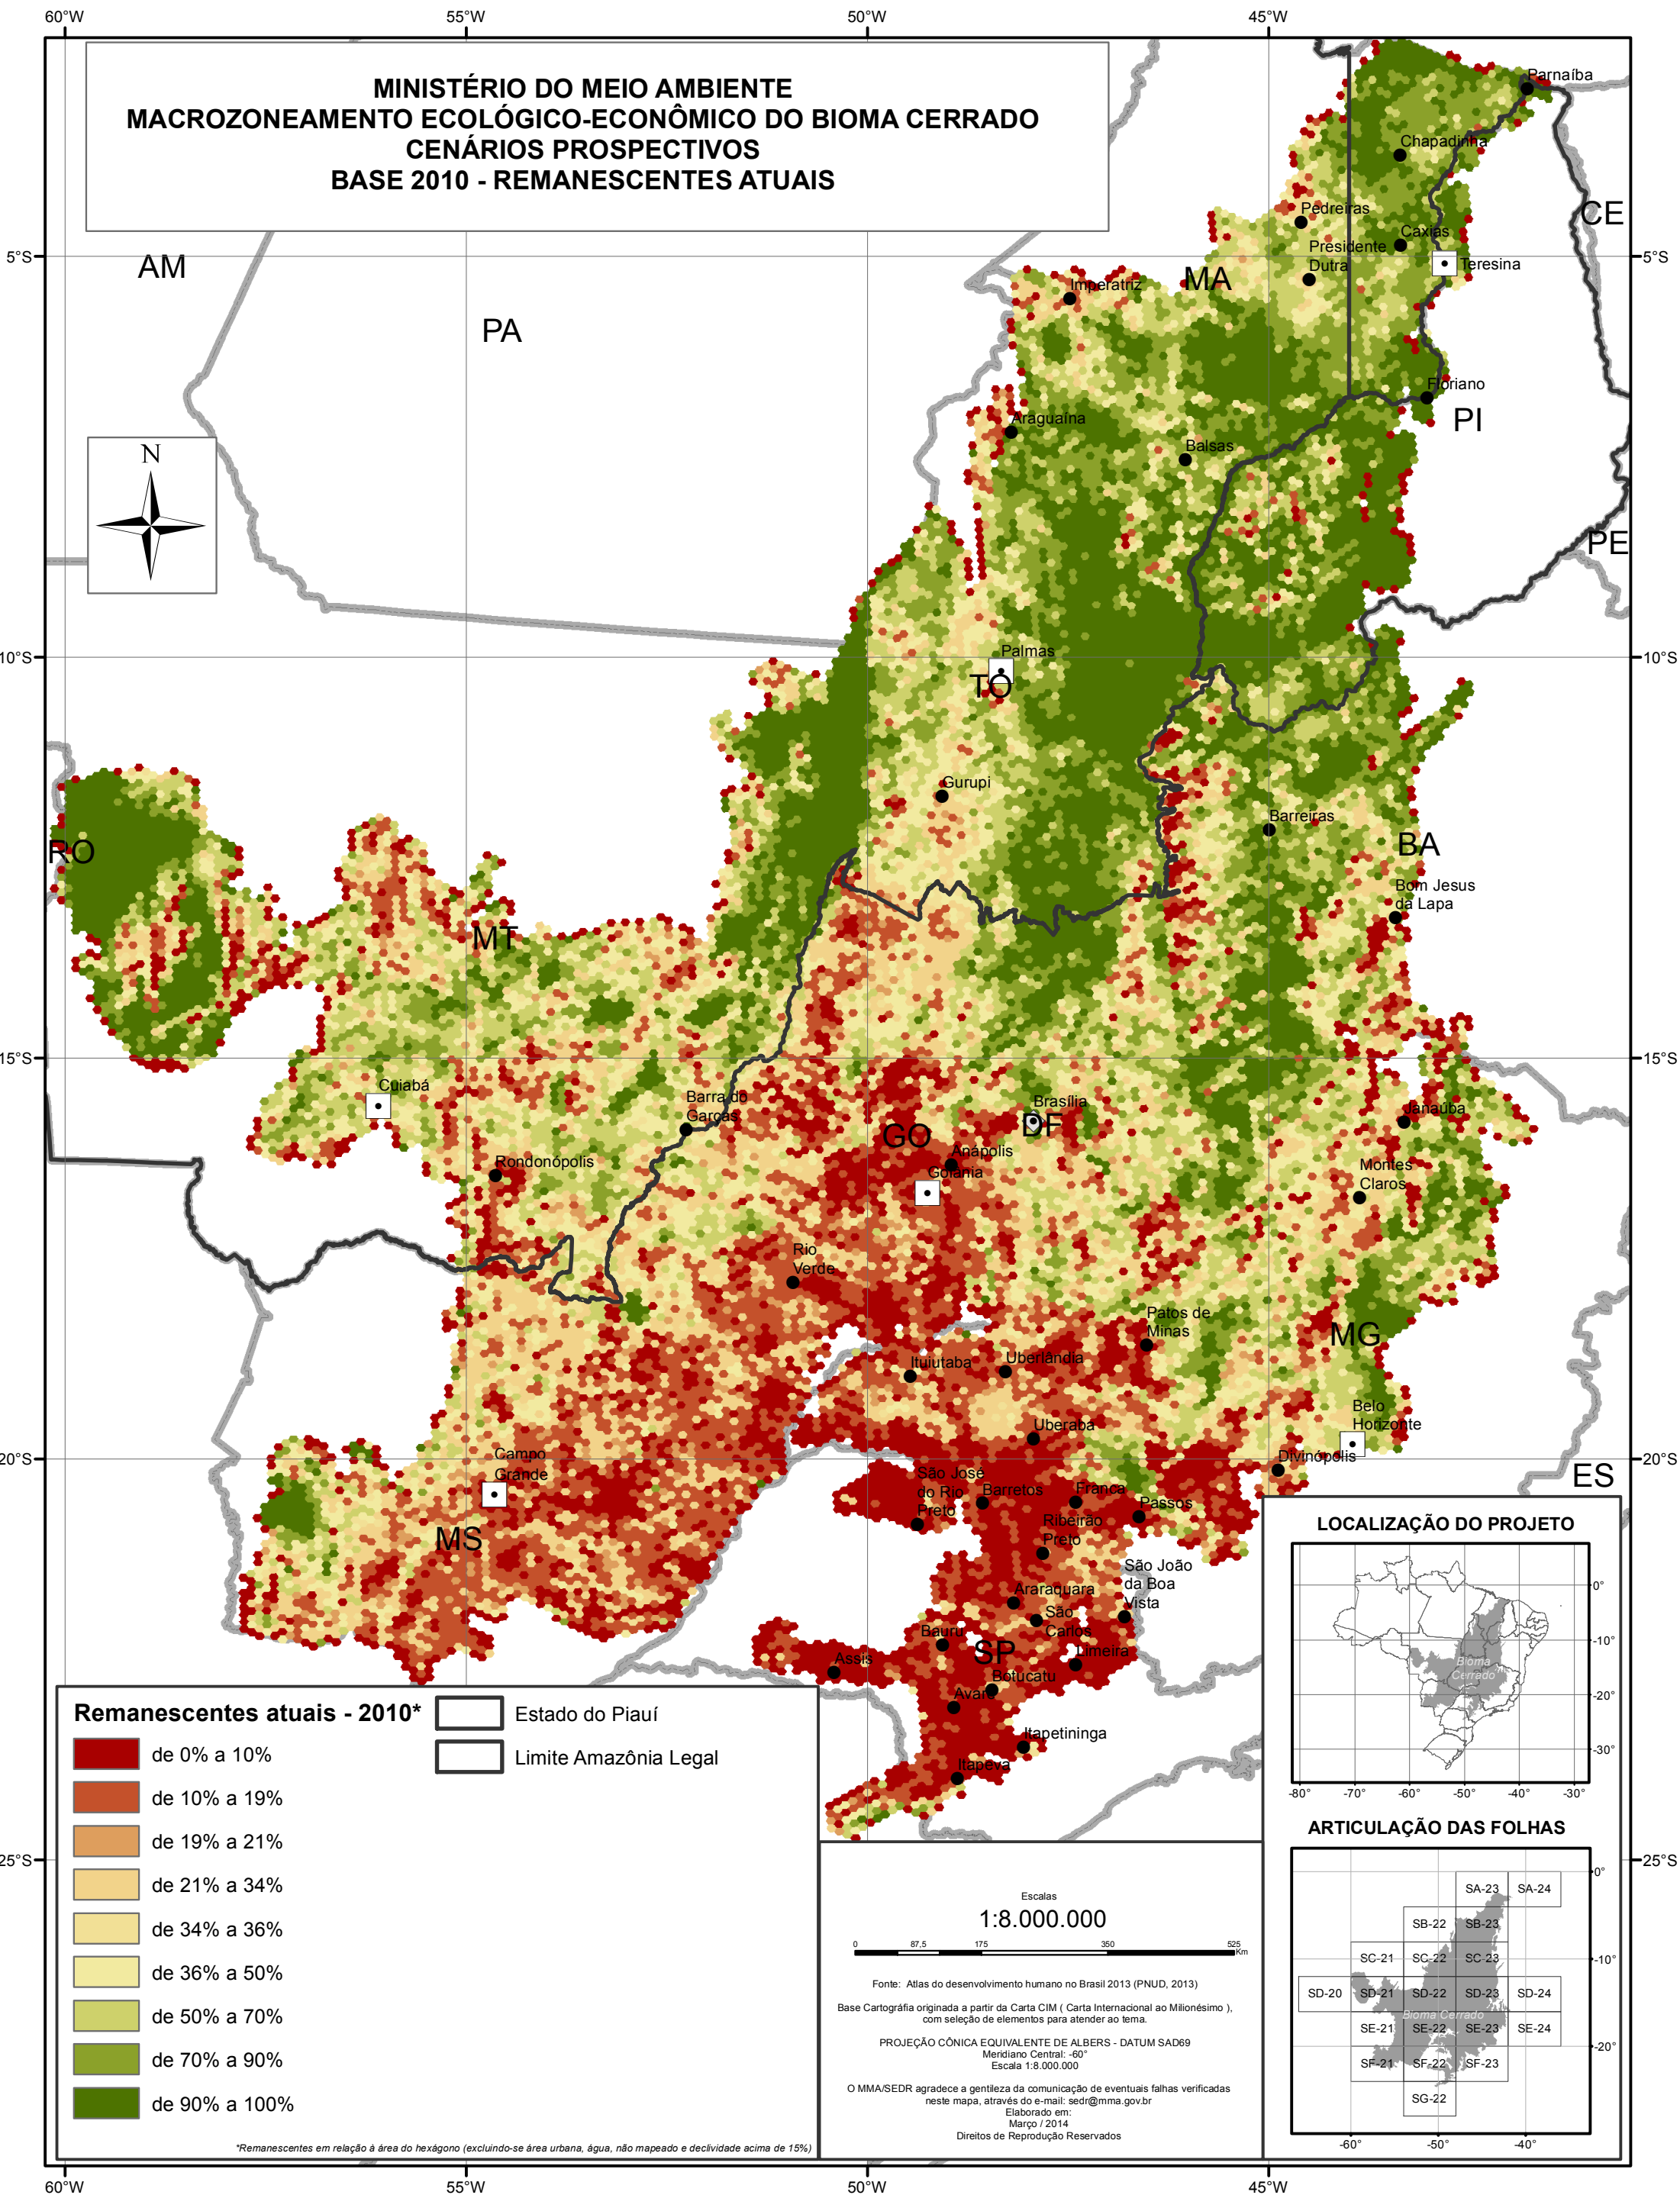 60°W 55°W 50°W 45°W
MINISTÉRIO DO MEIO AMBIENTE
MACROZONEAMENTO ECOLÓGICO-ECONÔMICO DO BIOMA CERRADO
CENÁRIOS PROSPECTIVOS
BASE 2010 - REMANESCENTES ATUAIS
Parnaíba
Chapadinha
Pedreiras
CE
Caxias
Presidente
Dutra
Teresina
5°S 5°S
AM
MA
Imperatriz
PA
Floriano
PI
Araguaína
Balsas
N
PE
Palmas
10°S 10°S
TO
Gurupi
Barreiras
BA
RO
Bom Jesus
da Lapa
MT
15°S 15°S
Cuiabá
Barra do
Garças
Brasília
DF
Janaúba
GO
Anápolis
Goiânia
Rondonópolis
Montes
Claros
Rio
Verde
Patos de
Minas
MG
Ituiutaba
Uberlândia
Belo
Horizonte
Uberaba
Divinópolis
20°S 20°S
Campo
Grande
ES
São José
do Rio
Preto
Barretos
Franca
Passos
Ribeirão
Preto
MS
São João
da Boa
Vista
Araraquara
São
Carlos
Bauru
SP
Limeira
Assis
Botucatu
Avaré
Itapetininga
Itapeva
25°S 25°S
Remanescentes atuais - 2010*
de 0% a 10%
de 10% a 19%
de 19% a 21%
de 21% a 34%
de 34% a 36%
de 36% a 50%
de 50% a 70%
de 70% a 90%
de 90% a 100%
Estado do Piauí
Limite Amazônia Legal
*Remanescentes em relação à área do hexágono (excluindo-se área urbana, água, não mapeado e declividade acima de 15%)
Escalas
1:8.000.000
0 87,5 175 350 525
Km
Fonte: Atlas do desenvolvimento humano no Brasil 2013 (PNUD, 2013)
Base Cartográfia originada a partir da Carta CIM ( Carta Internacional ao Milionésimo ),
com seleção de elementos para atender ao tema.
PROJEÇÃO CÔNICA EQUIVALENTE DE ALBERS - DATUM SAD69
Meridiano Central: -60°
Escala 1:8.000.000
O MMA/SEDR agradece a gentileza da comunicação de eventuais falhas verificadas
neste mapa, através do e-mail: sedr@mma.gov.br
Elaborado em:
Março / 2014
Direitos de Reprodução Reservados
LOCALIZAÇÃO DO PROJETO
0°
-10°
Bioma
Cerrado
-20°
-30°
-80° -70° -60° -50° -40° -30°
ARTICULAÇÃO DAS FOLHAS
0°
SA-23 SA-24
SB-22 SB-23
SC-21 SC-22 SC-23 -10°
SD-20 SD-21 SD-22 SD-23 SD-24
Bioma Cerrado
SE-21 SE-22 SE-23 SE-24
-20°
SF-21 SF-22 SF-23
SG-22
-60° -50° -40°
60°W 55°W 50°W 45°W